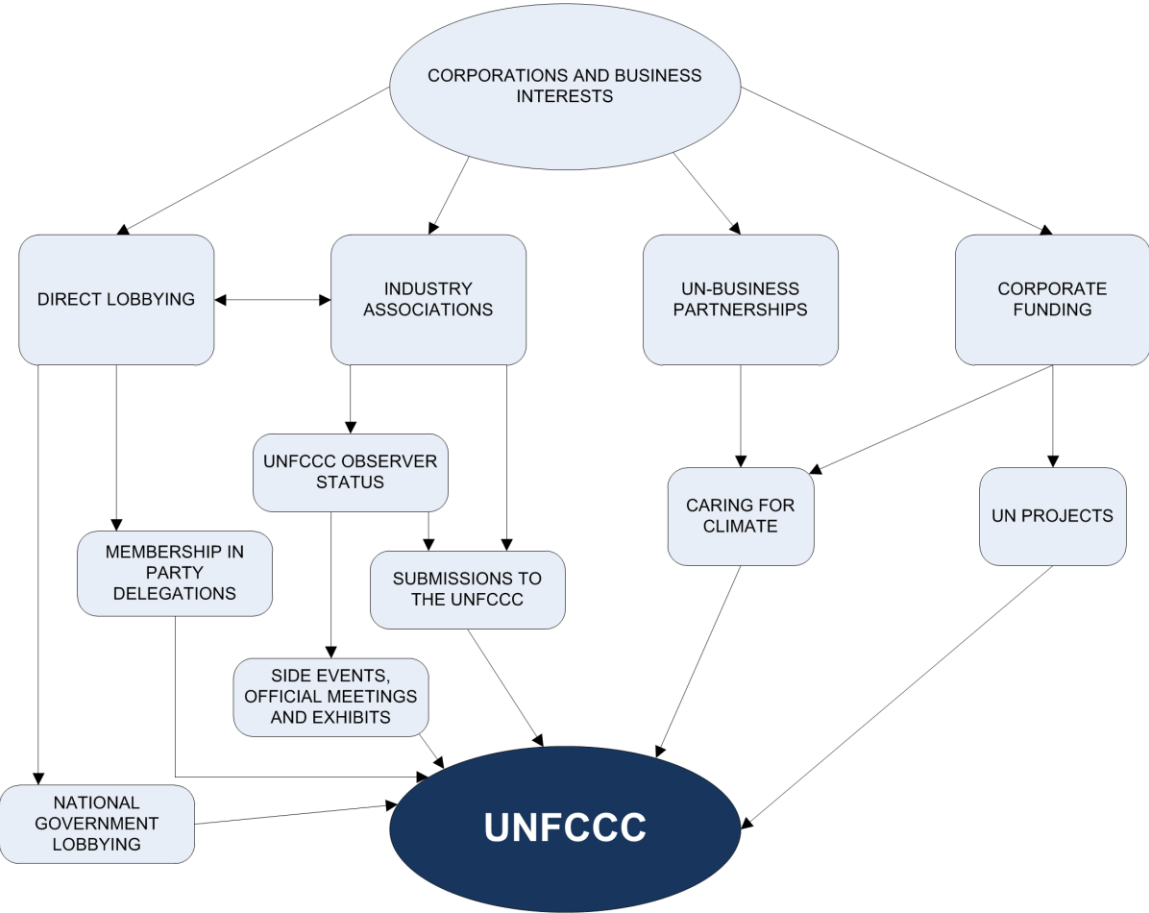 CORPORATIONS AND BUSINESS
INTERESTS
DIRECT LOBBYING
INDUSTRY
ASSOCIATIONS
UN-BUSINESS
PARTNERSHIPS
CORPORATE
FUNDING
UNFCCC OBSERVER
STATUS
CARING FOR
CLIMATE
UN PROJECTS
MEMBERSHIP IN
PARTY
DELEGATIONS
SUBMISSIONS TO
THE UNFCCC
SIDE EVENTS,
OFFICIAL MEETINGS
AND EXHIBITS
NATIONAL
GOVERNMENT
LOBBYING
UNFCCC